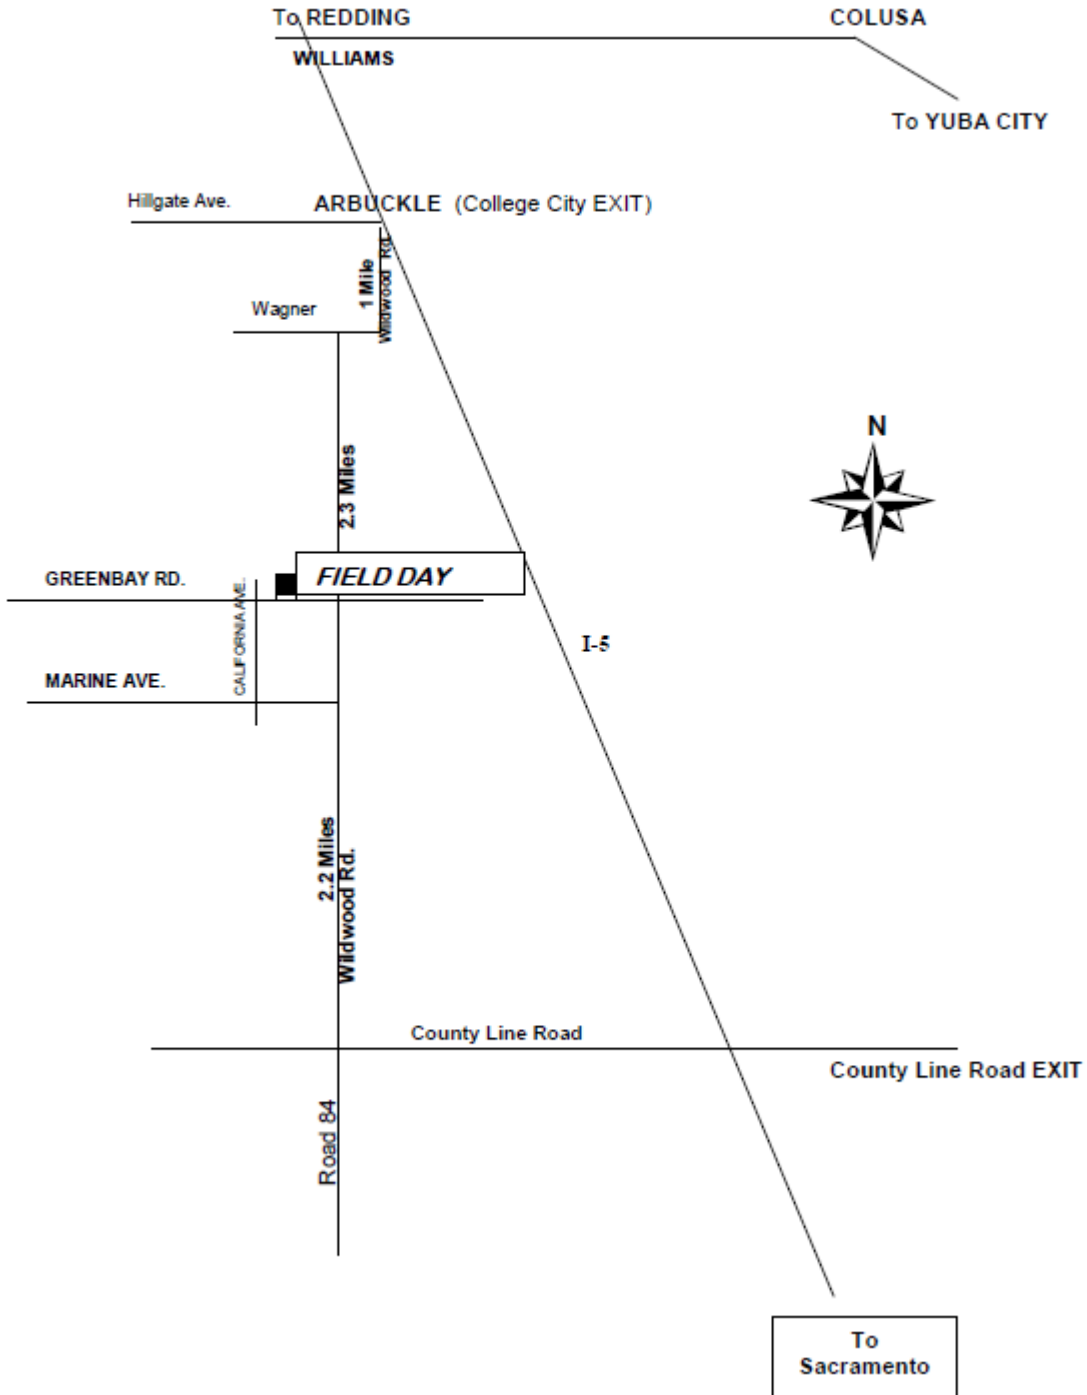 To REDDING
COLUSA
WILLIAMS
To YUBA CITY
Hillgate Ave.
ARBUCKLE (College City EXIT)
1 Mile
Wildwood Rd.
Wagner
N
2.3 Miles
GREENBAY RD.
FIELD DAY
CALIFORNIA AVE.
I-5
MARINE AVE.
2.2 Miles
Wildwood Rd.
County Line Road
County Line Road EXIT
Road 84
To
Sacramento